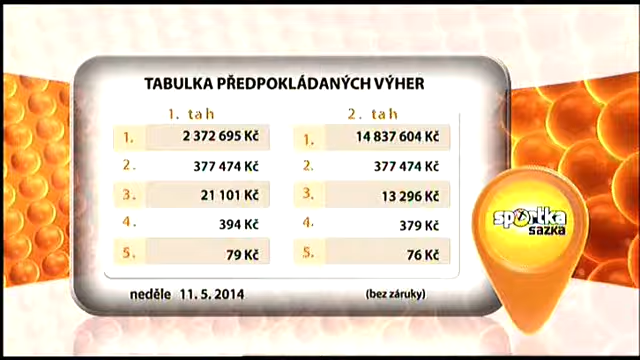 TABULKA PŘEDPOKLÁDANÝCH VÝHER
1. tah 2. tah
1. 2 372 695 Kč 1. 14 837 604 Kč
2. 377 474 Kč 2. 377 474 Kč
3. 21 101 Kč 3. 13 296 Kč
4. 394 Kč 4. 379 Kč
5. 79 Kč 5. 76 Kč
neděle 11. 5. 2014 (bez záruky)
sportka
sazka